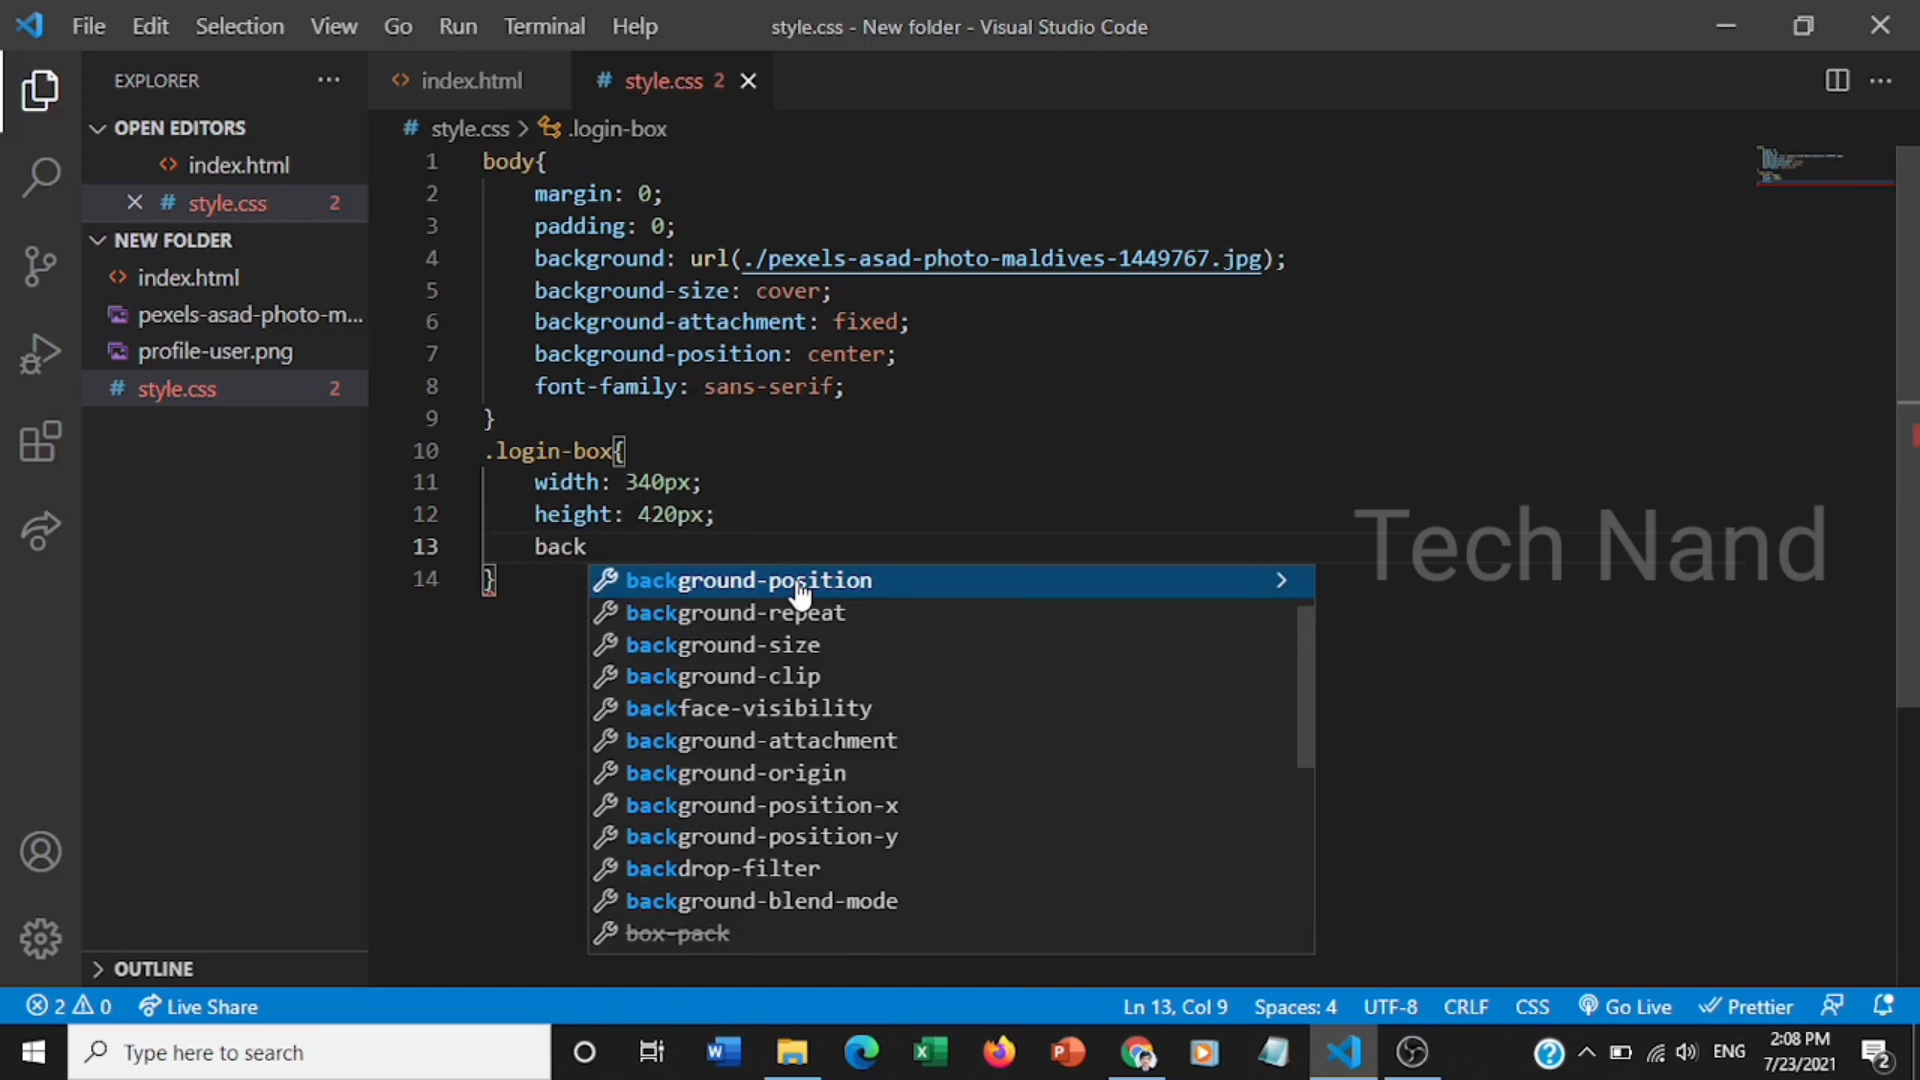 File Edit Selection View Go Run Terminal Help style.css - New folder - Visual Studio Code
EXPLORER
OPEN EDITORS
index.html
style.css 2
NEW FOLDER
index.html
pexels-asad-photo-m...
profile-user.png
style.css 2
OUTLINE
index.html style.css 2
style.css > .login-box
1 body{
2 margin: 0;
3 padding: 0;
4 background: url(./pexels-asad-photo-maldives-1449767.jpg);
5 background-size: cover;
6 background-attachment: fixed;
7 background-position: center;
8 font-family: sans-serif;
9 }
10 .login-box{
11 width: 340px;
12 height: 420px;
13 back
14 }
background-position
background-repeat
background-size
background-clip
backface-visibility
background-attachment
background-origin
background-position-x
background-position-y
backdrop-filter
background-blend-mode
box-pack
Tech Nand
2 0 Live Share Ln 13, Col 9 Spaces: 4 UTF-8 CRLF CSS Go Live Prettier
Type here to search
ENG
2:08 PM
7/23/2021
2